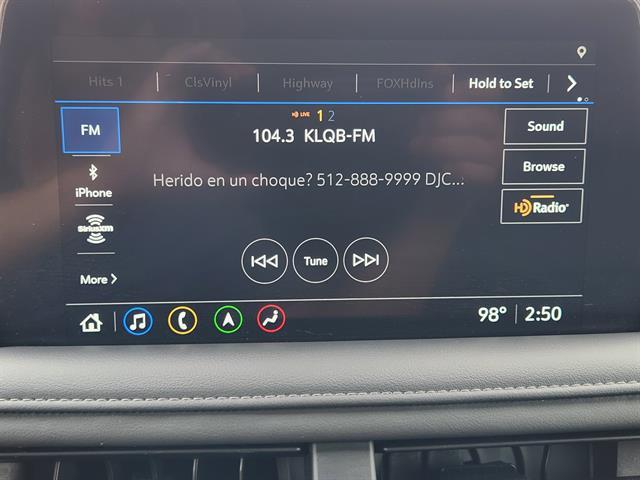 Hits 1 ClsVinyl Highway FOXHdlns Hold to Set
FM
HD LIVE 1 2
104.3 KLQB-FM
Sound
iPhone
Herido en un choque? 512-888-9999 DJC...
Browse
SiriusXM
HD Radio
More
Tune
98° 2:50